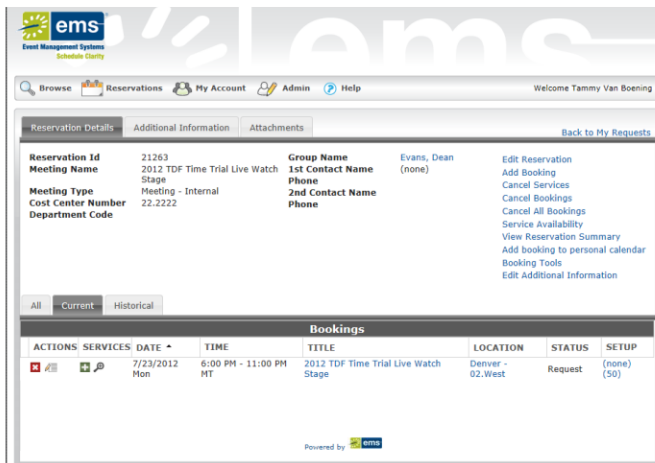 ems
Event Management Systems
Schedule Clarity
Browse Reservations My Account Admin Help Welcome Tammy Van Boening
Reservation Details Additional Information Attachments Back to My Requests
Reservation Id 21263 Group Name Evans, Dean Edit Reservation
Meeting Name 2012 TDF Time Trial Live Watch 1st Contact Name (none) Add Booking
Stage Phone Cancel Services
Meeting Type Meeting - Internal 2nd Contact Name Cancel Bookings
Cost Center Number 22.2222 Phone Cancel All Bookings
Department Code Service Availability
View Reservation Summary
Add booking to personal calendar
Booking Tools
Edit Additional Information
All Current Historical
Bookings
ACTIONS SERVICES DATE TIME TITLE LOCATION STATUS SETUP
7/23/2012 6:00 PM - 11:00 PM 2012 TDF Time Trial Live Watch Denver - Request (none)
Mon MT Stage 02.West (50)
Powered by ems